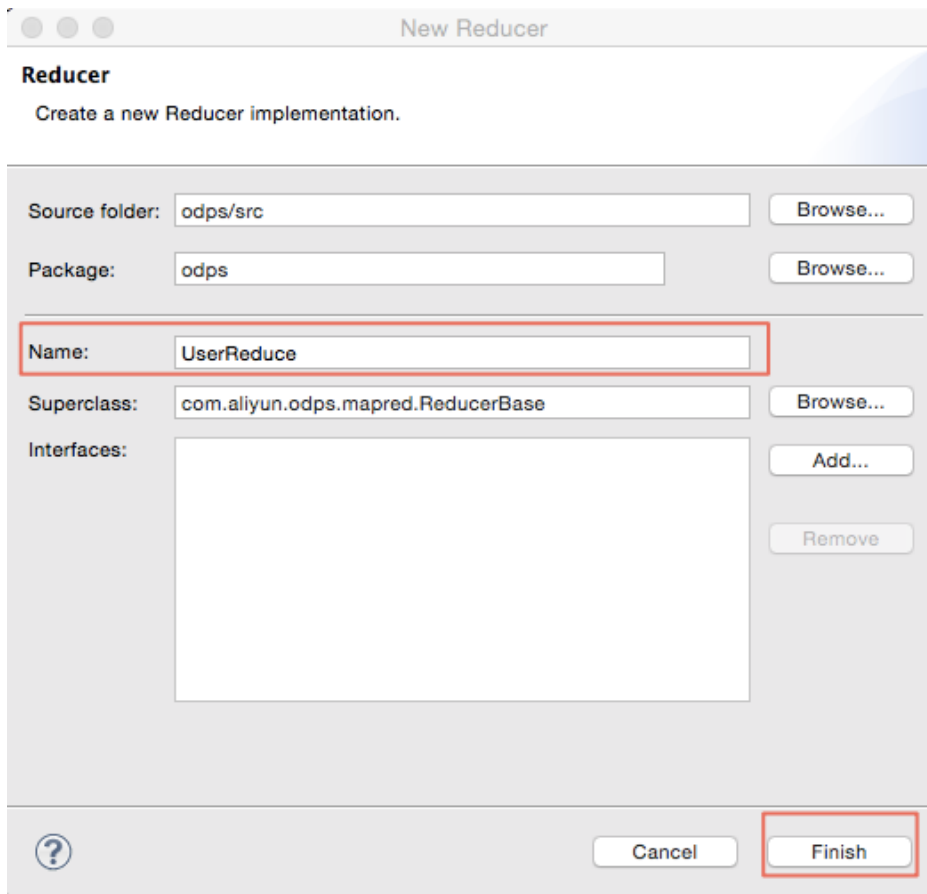 New Reducer
Reducer
Create a new Reducer implementation.
Source folder: odps/src Browse...
Package: odps Browse...
Name: UserReduce
Superclass: com.aliyun.odps.mapred.ReducerBase Browse...
Interfaces: Add...
Remove
? Cancel Finish